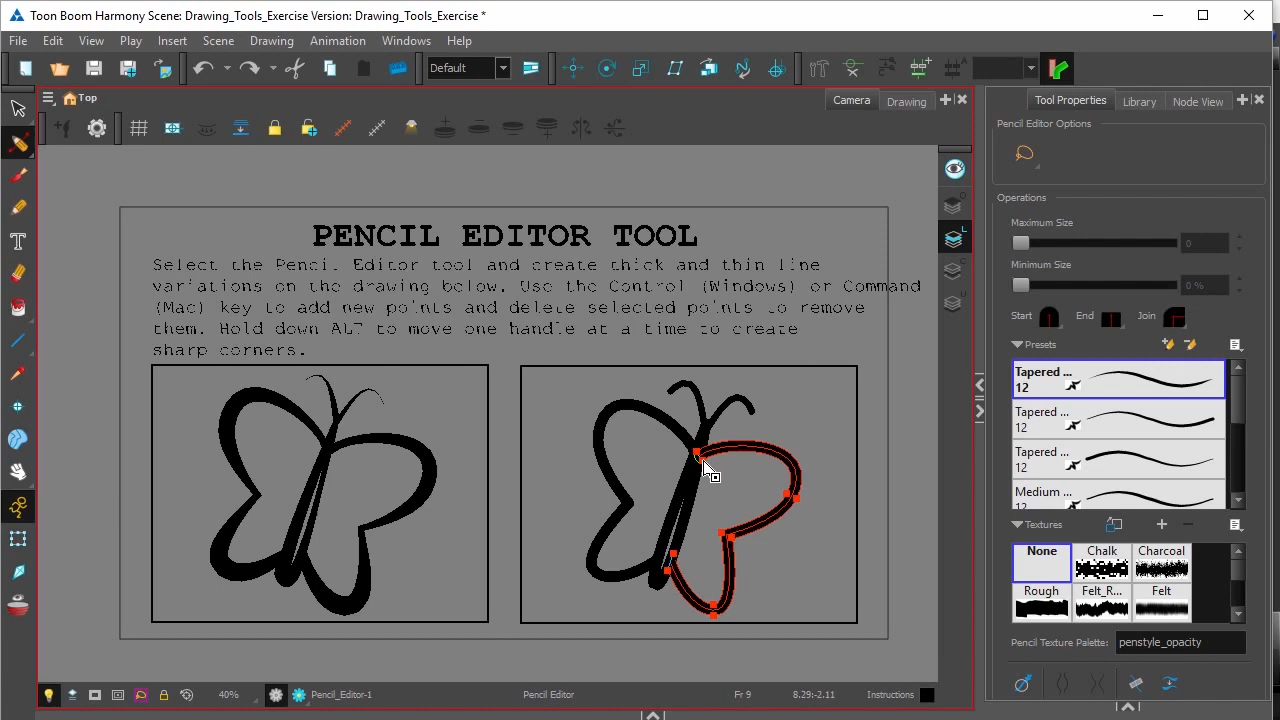 Toon Boom Harmony Scene: Drawing_Tools_Exercise Version: Drawing_Tools_Exercise *
File Edit View Play Insert Scene Drawing Animation Windows Help
Default
Top
Camera
Drawing
Tool Properties
Library
Node View
Pencil Editor Options
Operations
Maximum Size
0
Minimum Size
0 %
Start
End
Join
Presets
Tapered ...
12
Tapered ...
12
Tapered ...
12
Medium ...
12
Textures
None
Chalk
Charcoal
Rough
Felt_R...
Felt
Pencil Texture Palette:
penstyle_opacity
PENCIL EDITOR TOOL
Select the Pencil Editor tool and create thick and thin line
variations on the drawing below. Use the Control (Windows) or Command
(Mac) key to add new points and delete selected points to remove
them. Hold down ALT to move one handle at a time to create
sharp corners.
40%
Pencil_Editor-1
Pencil Editor
Fr 9
8.29:-2.11
Instructions